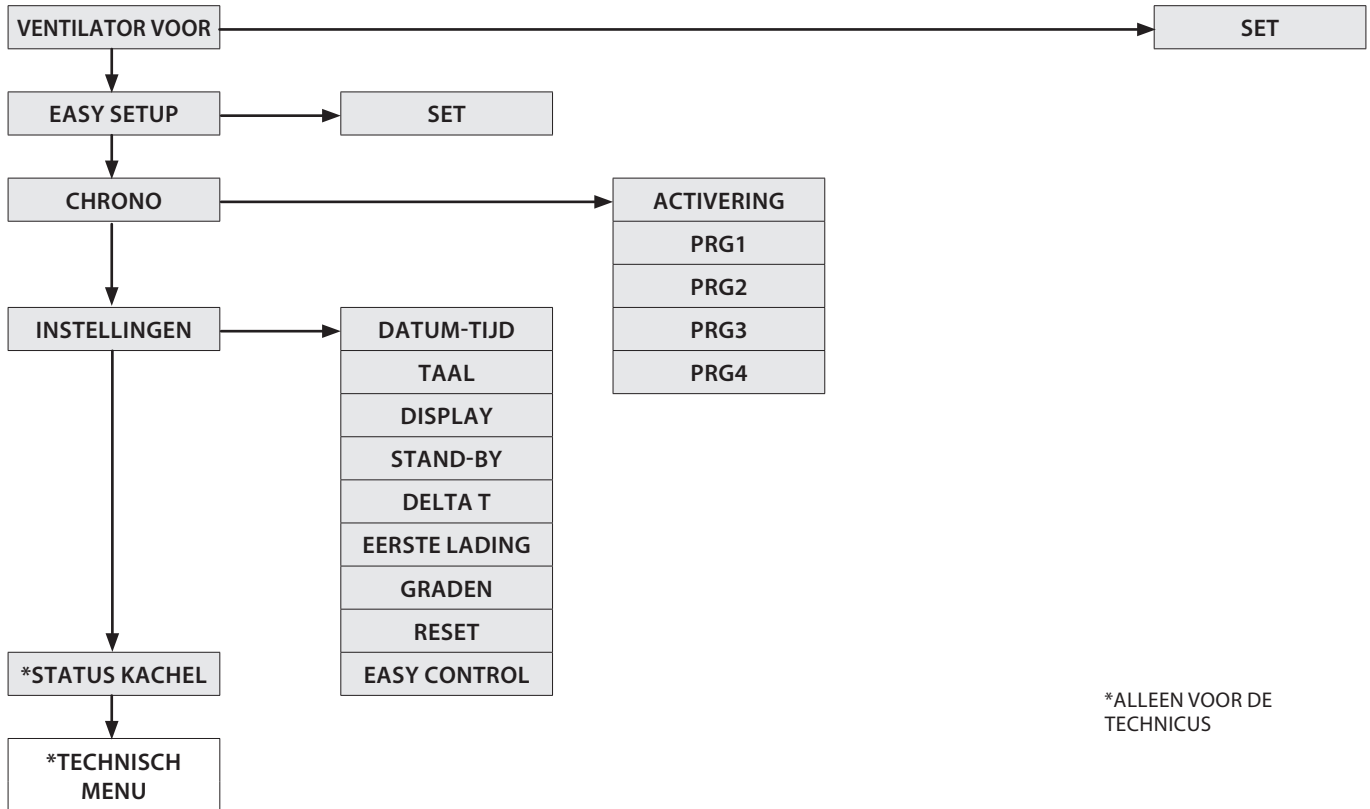 VENTILATOR VOOR
SET
EASY SETUP
SET
CHRONO
ACTIVERING
PRG1
PRG2
PRG3
PRG4
INSTELLINGEN
DATUM-TIJD
TAAL
DISPLAY
STAND-BY
DELTA T
EERSTE LADING
GRADEN
RESET
EASY CONTROL
*STATUS KACHEL
*TECHNISCH
MENU
*ALLEEN VOOR DE
TECHNICUS